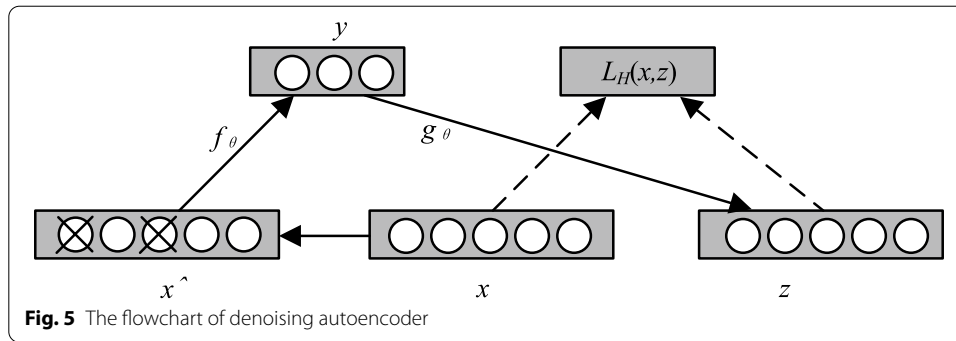 y
L_H(x,z)
f_θ
g_θ
x^
x
z
Fig. 5 The flowchart of denoising autoencoder